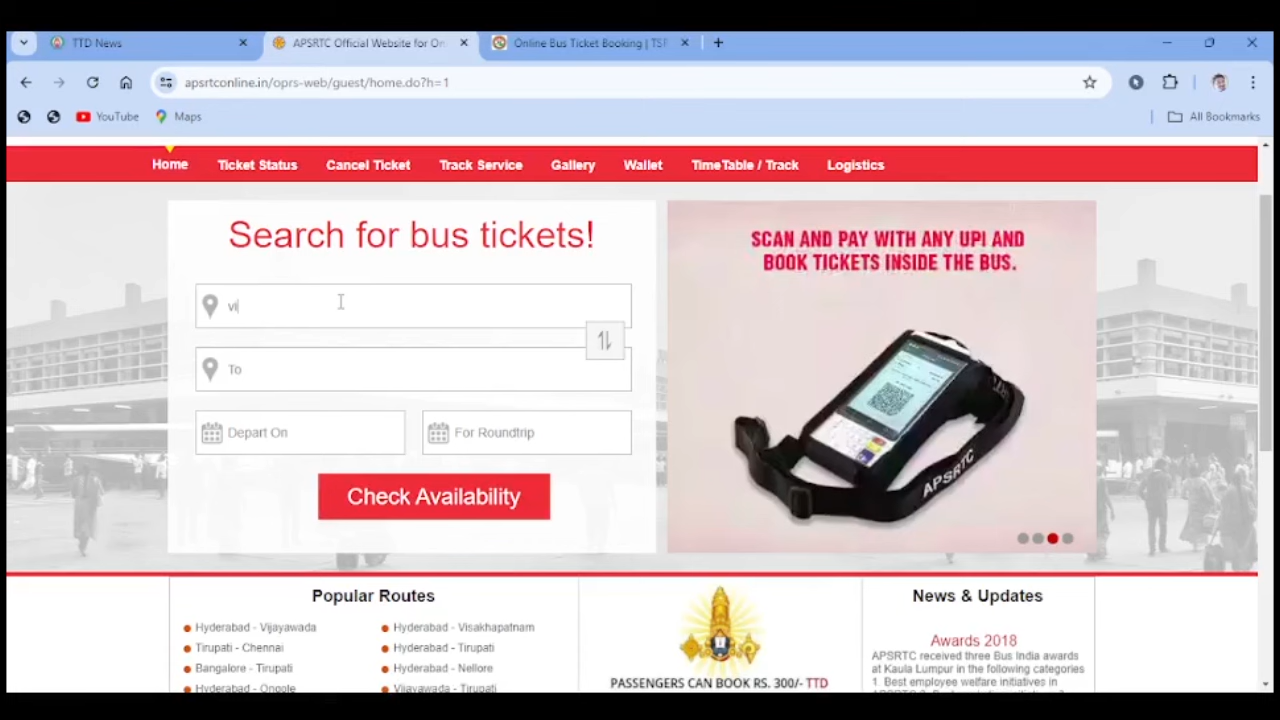 TTD News
APSRTC Official Website for On
Online Bus Ticket Booking | TSR
apsrtconline.in/oprs-web/guest/home.do?h=1
YouTube
Maps
All Bookmarks
Home
Ticket Status
Cancel Ticket
Track Service
Gallery
Wallet
TimeTable / Track
Logistics
Search for bus tickets!
vi
To
Depart On
For Roundtrip
Check Availability
SCAN AND PAY WITH ANY UPI AND
BOOK TICKETS INSIDE THE BUS.
APSRTC
Popular Routes
Hyderabad - Vijayawada
Tirupati - Chennai
Bangalore - Tirupati
Hyderabad - Ongole
Hyderabad - Visakhapatnam
Hyderabad - Tirupati
Hyderabad - Nellore
Vijayawada - Tirupati
PASSENGERS CAN BOOK RS. 300/- TTD
News & Updates
Awards 2018
APSRTC received three Bus India awards
at Kaula Lumpur in the following categories
1. Best employee welfare initiatives in